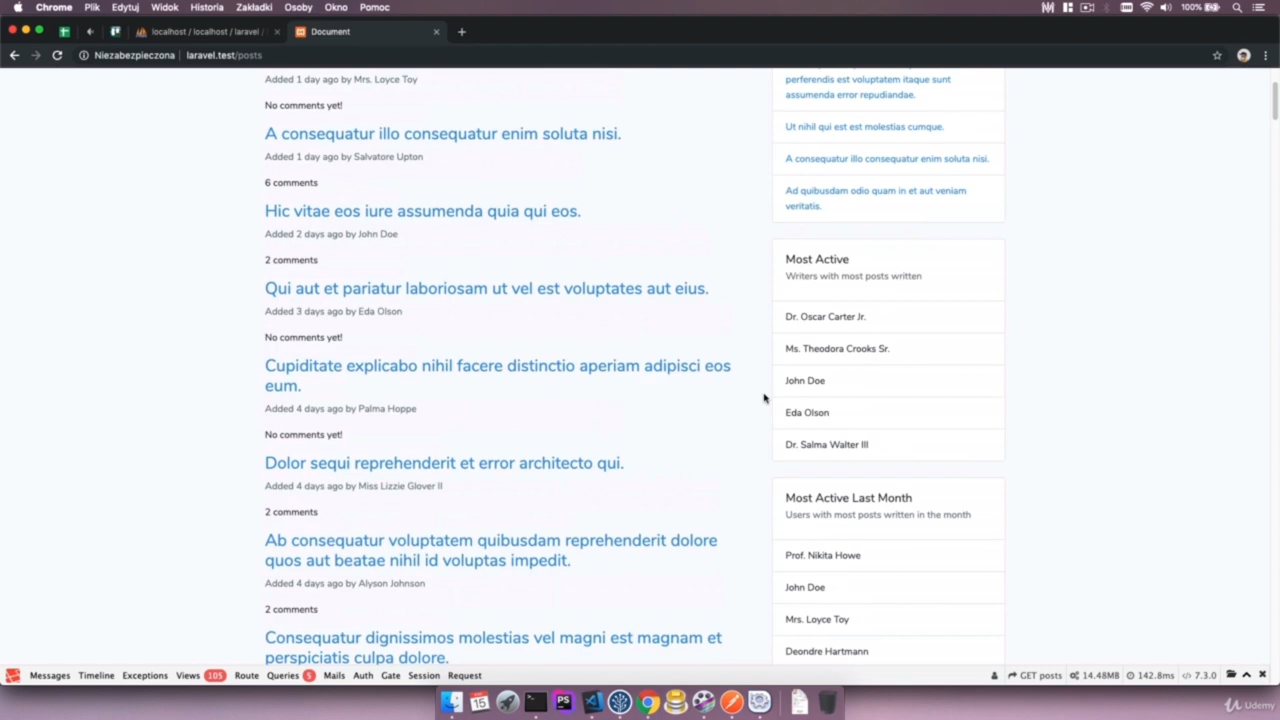 Chrome Plik Edytuj Widok Historia Zakładki Osoby Okno Pomoc
100%
localhost / localhost / laravel /
Document
Niezabezpieczona laravel.test/posts
Added 1 day ago by Mrs. Loyce Toy
No comments yet!
A consequatur illo consequatur enim soluta nisi.
Added 1 day ago by Salvatore Upton
6 comments
Hic vitae eos iure assumenda quia qui eos.
Added 2 days ago by John Doe
2 comments
Qui aut et pariatur laboriosam ut vel est voluptates aut eius.
Added 3 days ago by Eda Olson
No comments yet!
Cupiditate explicabo nihil facere distinctio aperiam adipisci eos
eum.
Added 4 days ago by Palma Hoppe
No comments yet!
Dolor sequi reprehenderit et error architecto qui.
Added 4 days ago by Miss Lizzie Glover II
2 comments
Ab consequatur voluptatem quibusdam reprehenderit dolore
quos aut beatae nihil id voluptas impedit.
Added 4 days ago by Alyson Johnson
2 comments
Consequatur dignissimos molestias vel magni est magnam et
perspiciatis culpa dolore.
perferendis est voluptatem itaque sunt
assumenda error repudiandae.
Ut nihil qui est est molestias cumque.
A consequatur illo consequatur enim soluta nisi.
Ad quibusdam odio quam in et aut veniam
veritatis.
Most Active
Writers with most posts written
Dr. Oscar Carter Jr.
Ms. Theodora Crooks Sr.
John Doe
Eda Olson
Dr. Salma Walter III
Most Active Last Month
Users with most posts written in the month
Prof. Nikita Howe
John Doe
Mrs. Loyce Toy
Deondre Hartmann
Messages Timeline Exceptions Views 105 Route Queries 5 Mails Auth Gate Session Request
GET posts 14.48MB 142.8ms 7.3.0
15
PS
Udemy